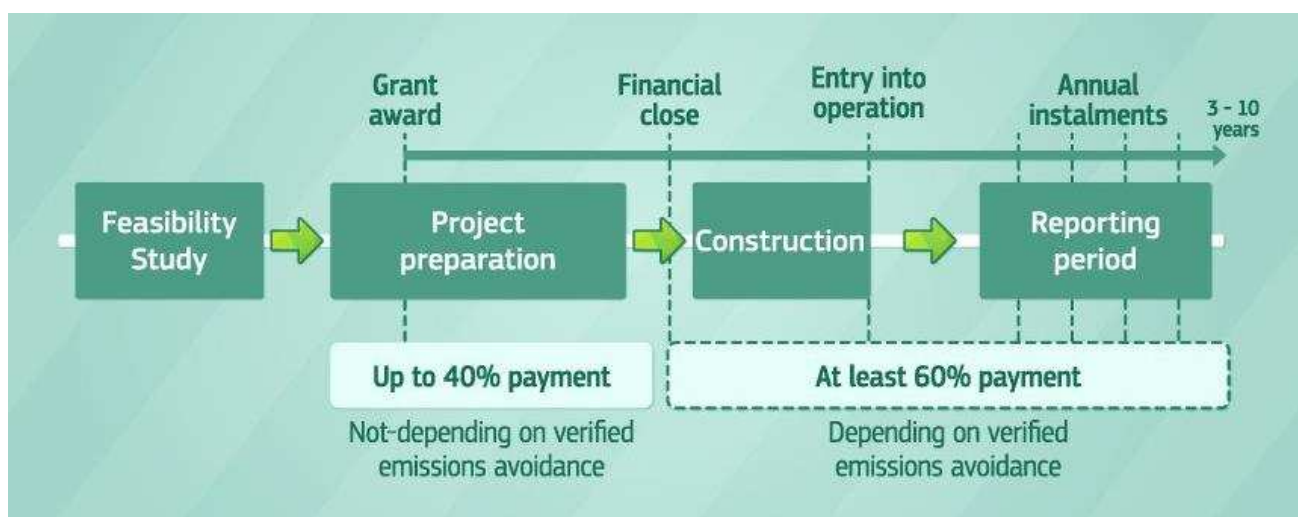 Grant
award
Financial
close
Entry into
operation
Annual
instalments
3 - 10
years
Feasibility
Study
Project
preparation
Construction
Reporting
period
Up to 40% payment
At least 60% payment
Not-depending on verified
emissions avoidance
Depending on verified
emissions avoidance